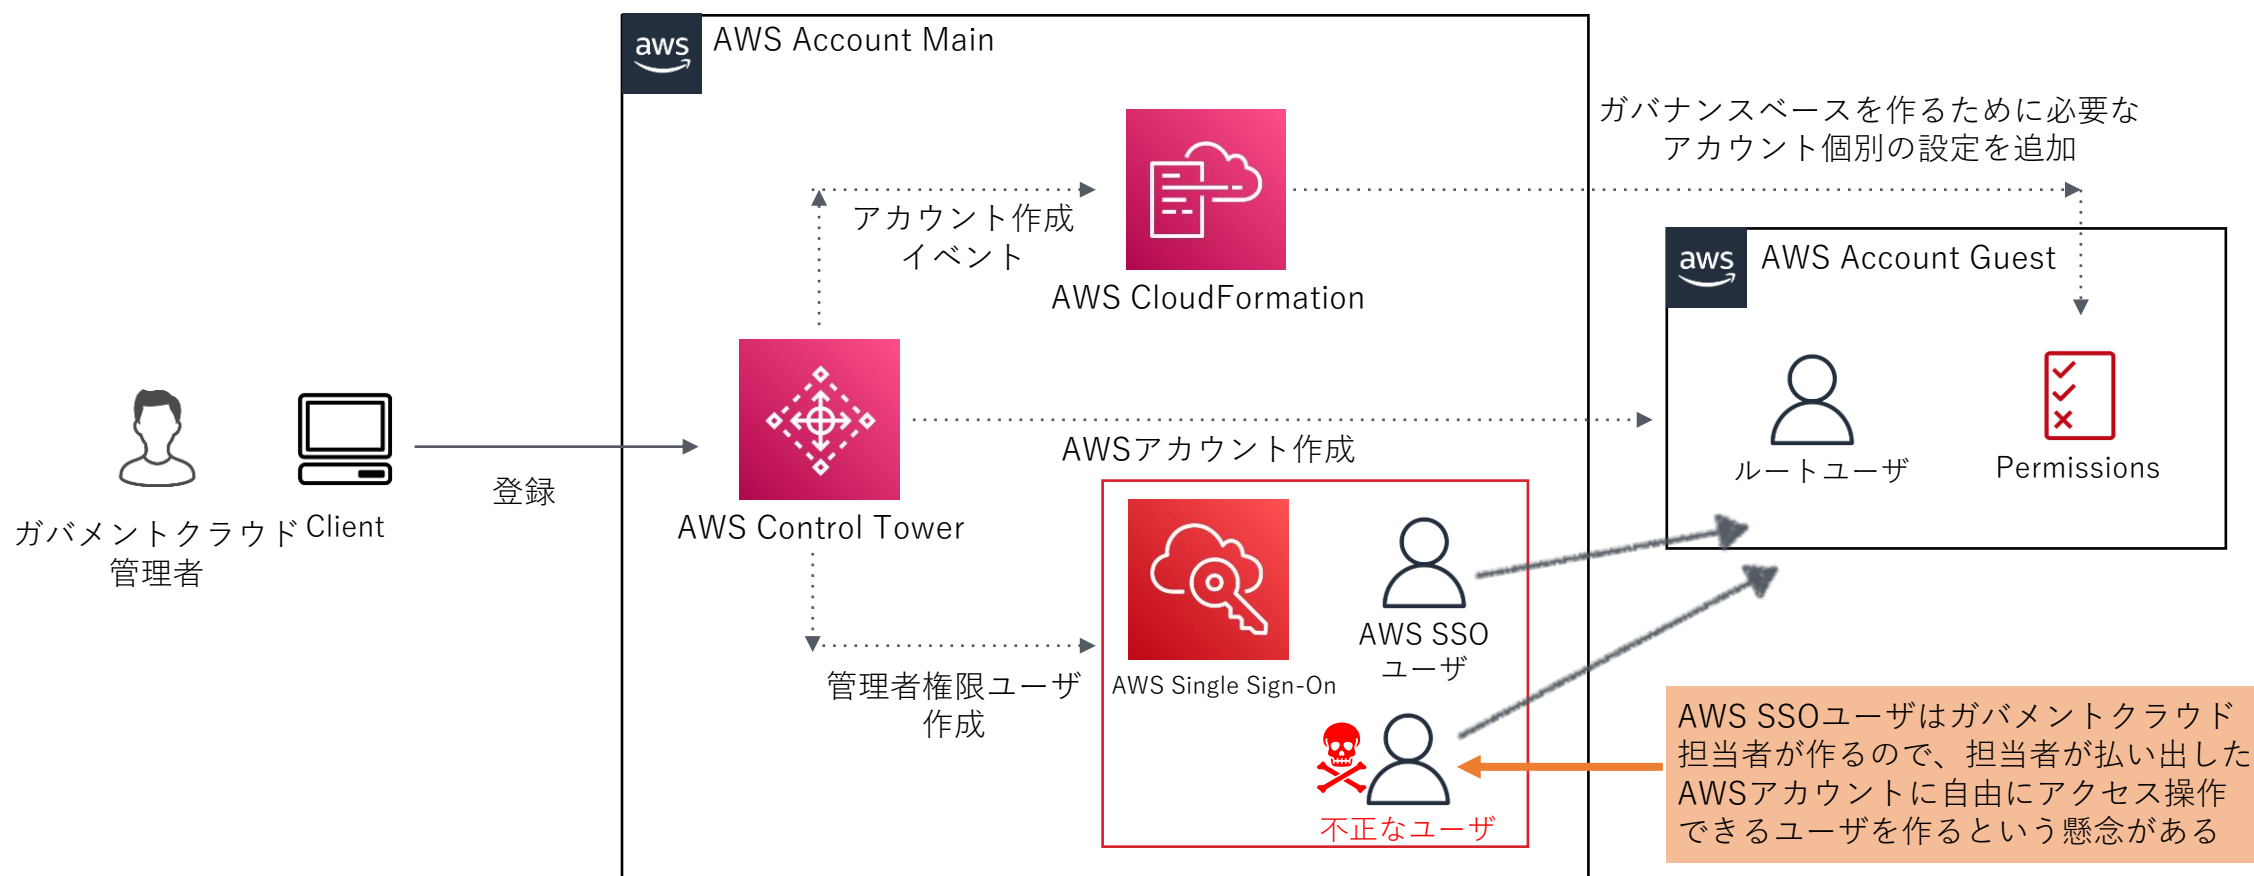 aws
AWS Account Main
ガバナンスベースを作るために必要な
アカウント個別の設定を追加
アカウント作成
イベント
AWS CloudFormation
aws
AWS Account Guest
AWSアカウント作成
ルートユーザ
Permissions
登録
ガバメントクラウド
管理者
Client
AWS Control Tower
管理者権限ユーザ
作成
AWS Single Sign-On
AWS SSO
ユーザ
不正なユーザ
AWS SSOユーザはガバメントクラウド
担当者が作るので、担当者が払い出した
AWSアカウントに自由にアクセス操作
できるユーザを作るという懸念がある